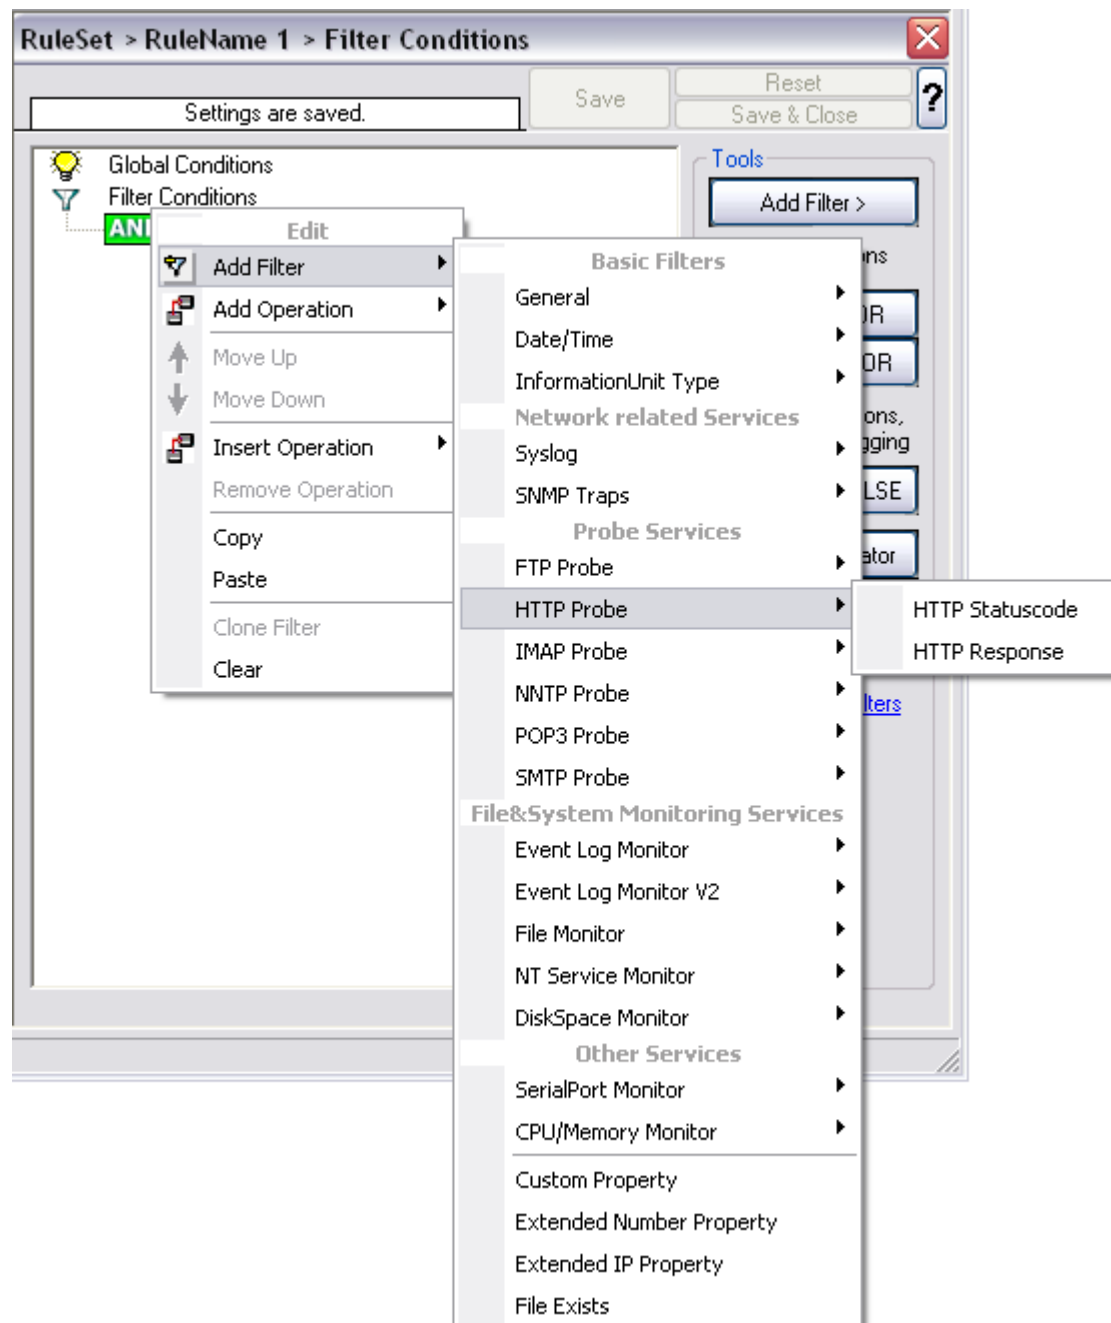 RuleSet > RuleName 1 > Filter Conditions
Settings are saved.
Save
Reset
Save & Close
?
Global Conditions
Filter Conditions
Tools
Add Filter >
Edit
Add Filter
Add Operation
Move Up
Move Down
Insert Operation
Remove Operation
Copy
Paste
Clone Filter
Clear
Basic Filters
General
Date/Time
InformationUnit Type
Network related Services
Syslog
SNMP Traps
Probe Services
FTP Probe
HTTP Probe
IMAP Probe
NNTP Probe
POP3 Probe
SMTP Probe
File&System Monitoring Services
Event Log Monitor
Event Log Monitor V2
File Monitor
NT Service Monitor
DiskSpace Monitor
Other Services
SerialPort Monitor
CPU/Memory Monitor
Custom Property
Extended Number Property
Extended IP Property
File Exists
HTTP Statuscode
HTTP Response